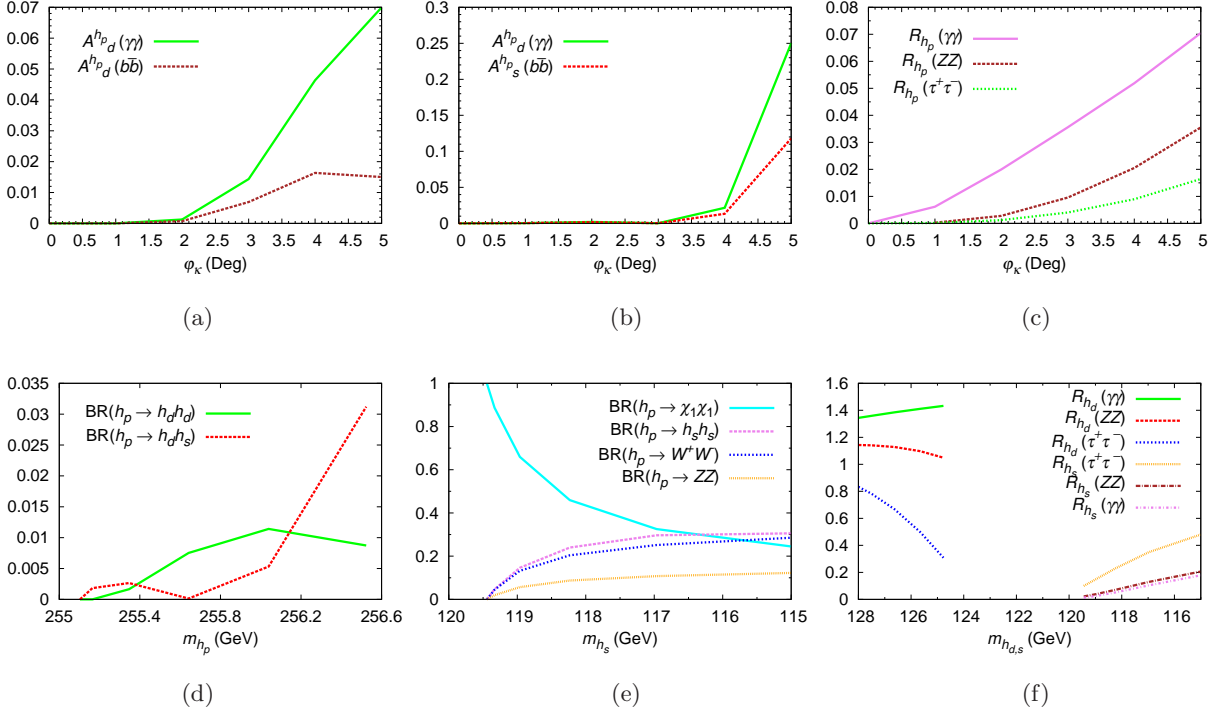 0.07
0.06
0.05
0.04
0.03
0.02
0.01
0
A^{h_p}_d (γγ)
A^{h_p}_d (bb̄)
0 0.5 1 1.5 2 2.5 3 3.5 4 4.5 5
φ_κ (Deg)
(a)
0.3
0.25
0.2
0.15
0.1
0.05
0
A^{h_p}_d (γγ)
A^{h_p}_s (bb̄)
0 0.5 1 1.5 2 2.5 3 3.5 4 4.5 5
φ_κ (Deg)
(b)
0.08
0.07
0.06
0.05
0.04
0.03
0.02
0.01
0
R_{h_p} (γγ)
R_{h_p} (ZZ)
R_{h_p} (τ⁺τ⁻)
0 0.5 1 1.5 2 2.5 3 3.5 4 4.5 5
φ_κ (Deg)
(c)
0.035
0.03
0.025
0.02
0.015
0.01
0.005
0
BR(h_p → h_d h_d)
BR(h_p → h_d h_s)
255 255.4 255.8 256.2 256.6
m_{h_p} (GeV)
(d)
1
0.8
0.6
0.4
0.2
0
BR(h_p → χ_1 χ_1)
BR(h_p → h_s h_s)
BR(h_p → W⁺W⁻)
BR(h_p → ZZ)
120 119 118 117 116 115
m_{h_s} (GeV)
(e)
1.6
1.4
1.2
1
0.8
0.6
0.4
0.2
0
R_{h_d} (γγ)
R_{h_d} (ZZ)
R_{h_d} (τ⁺τ⁻)
R_{h_s} (τ⁺τ⁻)
R_{h_s} (ZZ)
R_{h_s} (γγ)
128 126 124 122 120 118 116
m_{h_{d,s}} (GeV)
(f)